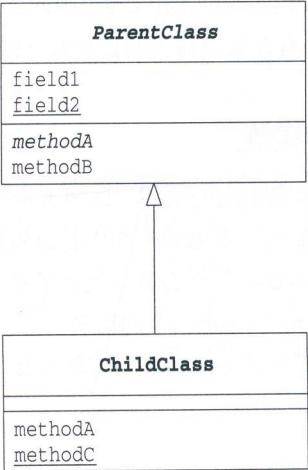 ParentClass
field1
field2
methodA
methodB
ChildClass
methodA
methodC